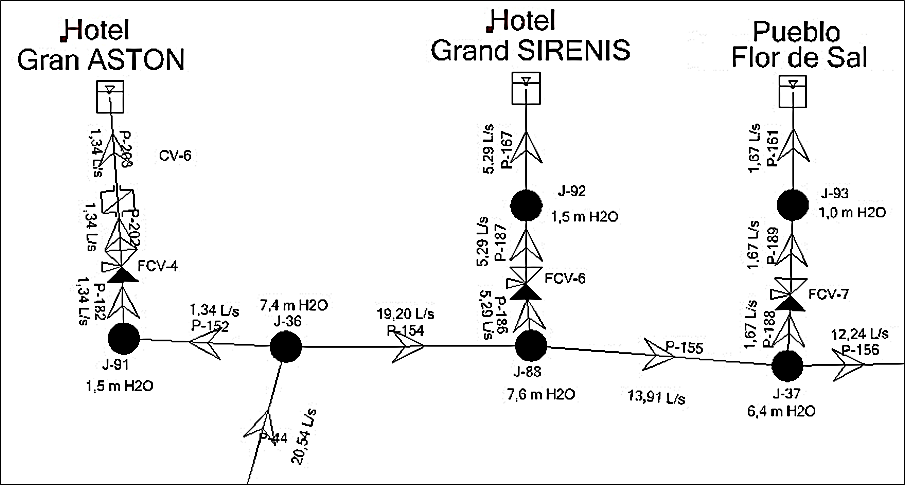 Hotel
Gran ASTON
Hotel
Grand SIRENIS
Pueblo
Flor de Sal
P-203
1,34 L/s
CV-6
P-202
1,34 L/s
FCV-4
P-182
1,34 L/s
J-91
1,5 m H2O
1,34 L/s
P-152
7,4 m H2O
J-36
P-44
20,54 L/s
19,20 L/s
P-154
5,29 L/s
P-167
J-92
1,5 m H2O
5,29 L/s
P-187
FCV-6
5,29 L/s
P-186
J-88
7,6 m H2O
P-155
13,91 L/s
1,67 L/s
P-161
J-93
1,0 m H2O
1,67 L/s
P-189
FCV-7
1,67 L/s
P-188
J-37
6,4 m H2O
12,24 L/s
P-156